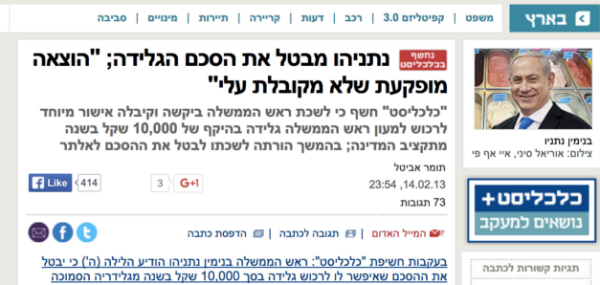 בארץ
משפט
קפיטליזם 3.0
רכב
דעות
קריירה
תיירות
מינויים
סביבה
נחשף
בכלכליסט
נתניהו מבטל את הסכם הגלידה; "הוצאה
מופקעת שלא מקובלת עלי"
"כלכליסט" חשף כי לשכת ראש הממשלה ביקשה וקיבלה אישור מיוחד
לרכוש למעון ראש הממשלה גלידה בהיקף של 10,000 שקל בשנה
מתקציב המדינה; בהמשך הורתה לשכתו לבטל את ההסכם לאלתר
תומר אביטל
14.02.13, 23:54
73 תגובות
Like 414
g+1 3
המייל האדום
תגובה לכתבה
הדפסת כתבה
בעקבות חשיפת "כלכליסט": ראש הממשלה בנימין נתניהו הודיע הלילה (ה') כי יבטל
את ההסכם שאיפשר לו לרכוש גלידה בסך 10,000 שקל בשנה מגלידריה הסמוכה
בנימין נתניהו
צילום: אוריאל סיני, איי אף פי
כלכליסט+
נושאים למעקב
תגיות קשורות לכתבה